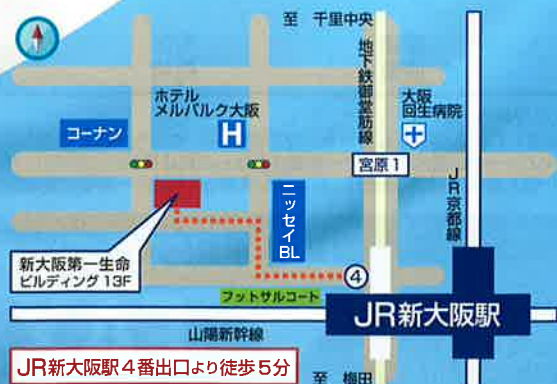 至 千里中央
地下鉄御堂筋線
ホテル
メルパルク大阪
H
大阪
回生病院
コーナン
宮原1
JR京都線
ニッセイBL
新大阪第一生命
ビルディング13F
④
フットサルコート
JR新大阪駅
山陽新幹線
JR新大阪駅4番出口より徒歩5分
至 梅田